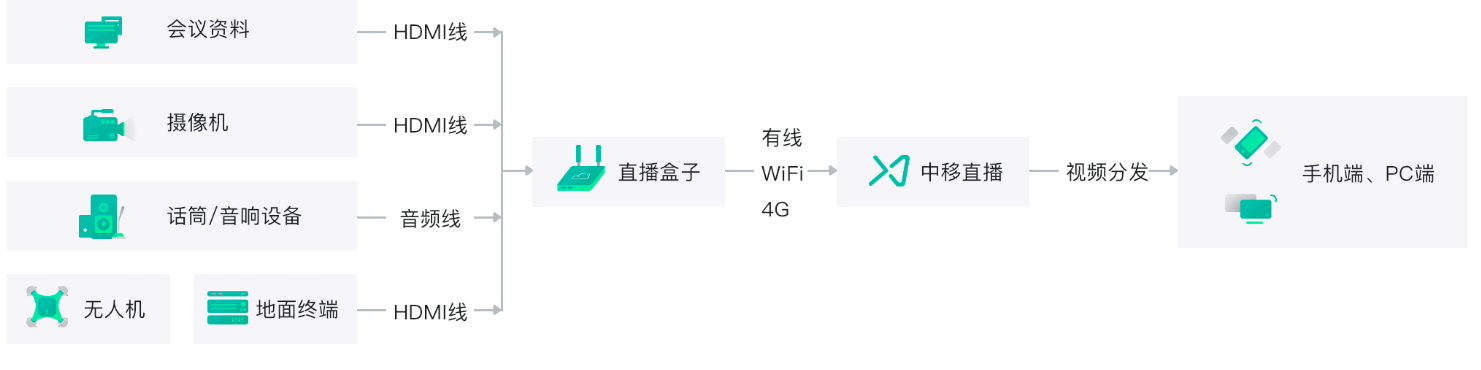 会议资料
HDMI线
摄像机
HDMI线
话筒/音响设备
音频线
无人机
地面终端
HDMI线
直播盒子
有线
WiFi
4G
中移直播
视频分发
手机端、PC端